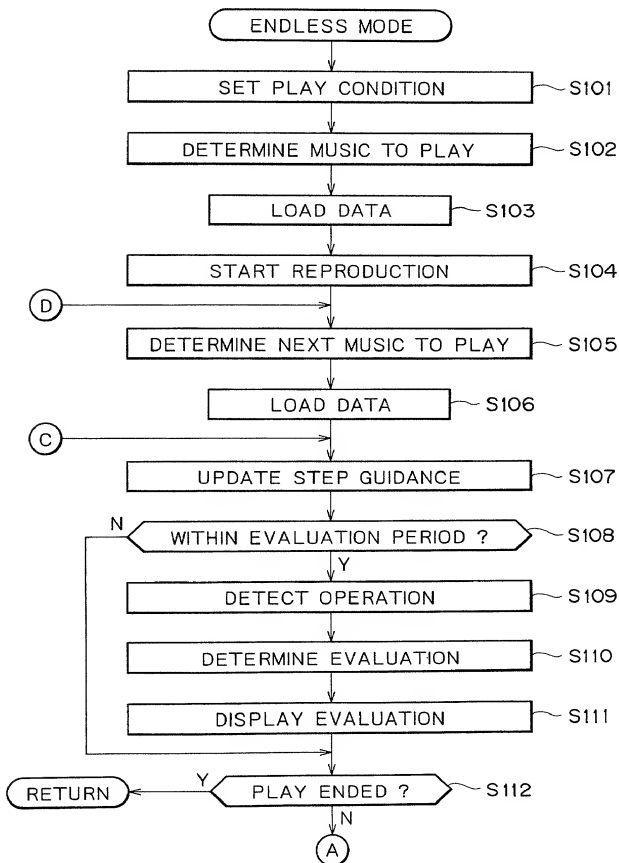 ENDLESS MODE
SET PLAY CONDITION S101
DETERMINE MUSIC TO PLAY S102
LOAD DATA S103
START REPRODUCTION S104
D
DETERMINE NEXT MUSIC TO PLAY S105
LOAD DATA S106
C
UPDATE STEP GUIDANCE S107
N WITHIN EVALUATION PERIOD ? S108
Y
DETECT OPERATION S109
DETERMINE EVALUATION S110
DISPLAY EVALUATION S111
RETURN Y PLAY ENDED ? S112
N
A